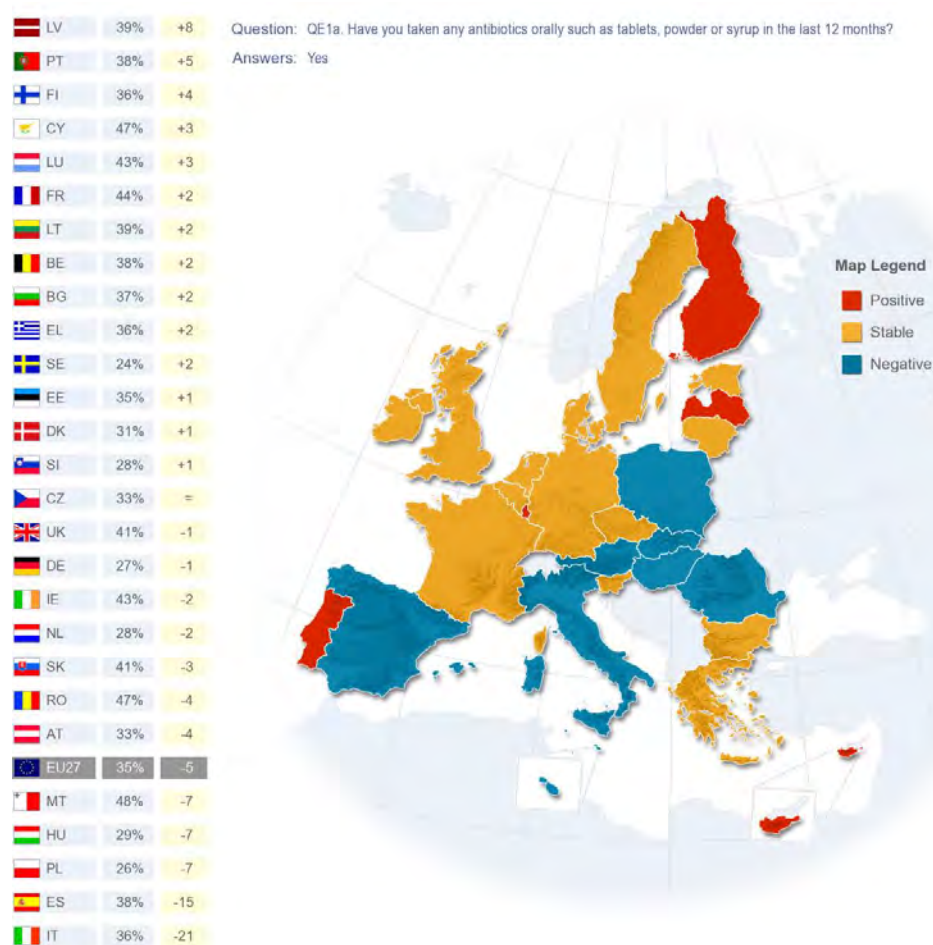 Question: QE1a. Have you taken any antibiotics orally such as tablets, powder or syrup in the last 12 months?
Answers: Yes
LV 39% +8
PT 38% +5
FI 36% +4
CY 47% +3
LU 43% +3
FR 44% +2
LT 39% +2
BE 38% +2
BG 37% +2
EL 36% +2
SE 24% +2
EE 35% +1
DK 31% +1
SI 28% +1
CZ 33% =
UK 41% -1
DE 27% -1
IE 43% -2
NL 28% -2
SK 41% -3
RO 47% -4
AT 33% -4
EU27 35% -5
MT 48% -7
HU 29% -7
PL 26% -7
ES 38% -15
IT 36% -21
Map Legend
Positive
Stable
Negative